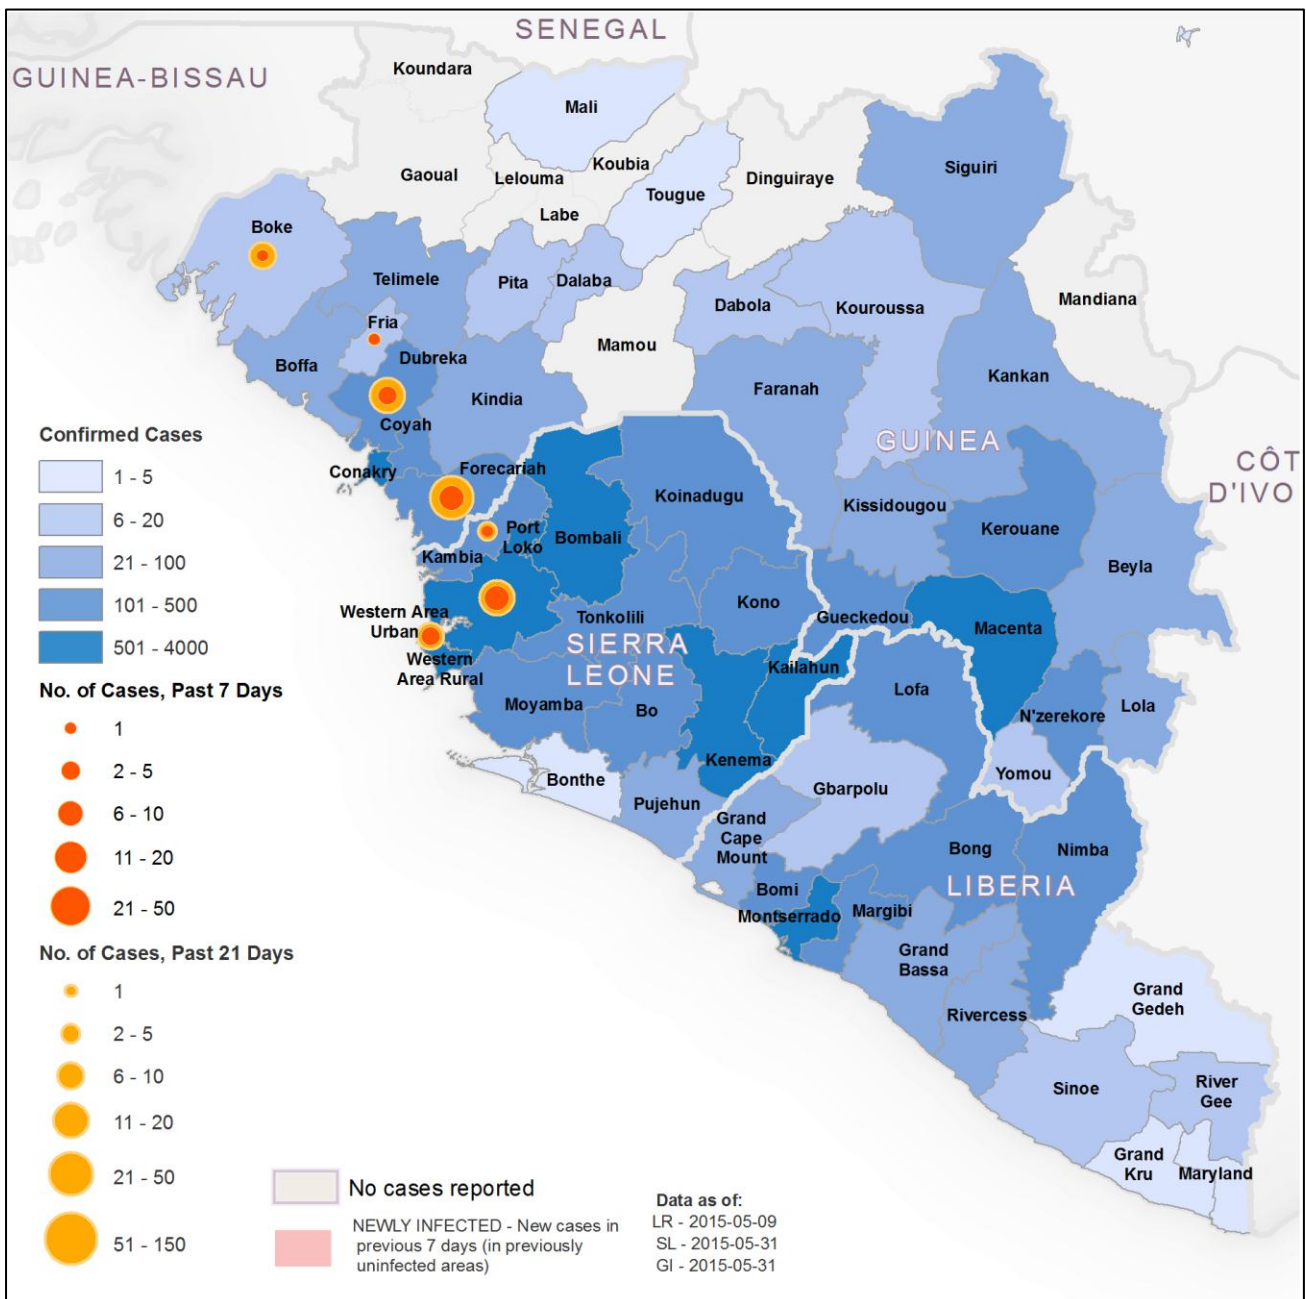 SENEGAL
GUINEA-BISSAU
Koundara
Mali
Gaoual
Lelouma
Koubia
Labe
Tougue
Dinguiraye
Siguiri
Boke
Telimele
Pita
Dalaba
Dabola
Kouroussa
Mandiana
Fria
Mamou
Boffa
Dubreka
Kindia
Faranah
Kankan
GUINEA
Coyah
Conakry
Forecariah
CÔT
D'IVO
Koinadugu
Kissidougou
Kerouane
Port
Loko
Bombali
Kambia
Beyla
Kono
Gueckedou
Macenta
Western Area
Urban
Tonkolili
SIERRA
LEONE
Western
Area Rural
Kailahun
Lofa
Moyamba
Bo
N'zerekore
Lola
Kenema
Yomou
Bonthe
Pujehun
Gbarpolu
Grand
Cape
Mount
Bong
Nimba
LIBERIA
Bomi
Montserrado
Margibi
Grand
Bassa
Rivercess
Grand
Gedeh
Sinoe
River
Gee
Grand
Kru
Maryland
Confirmed Cases
1 - 5
6 - 20
21 - 100
101 - 500
501 - 4000
No. of Cases, Past 7 Days
1
2 - 5
6 - 10
11 - 20
21 - 50
No. of Cases, Past 21 Days
1
2 - 5
6 - 10
11 - 20
21 - 50
51 - 150
No cases reported
NEWLY INFECTED - New cases in
previous 7 days (in previously
uninfected areas)
Data as of:
LR - 2015-05-09
SL - 2015-05-31
GI - 2015-05-31